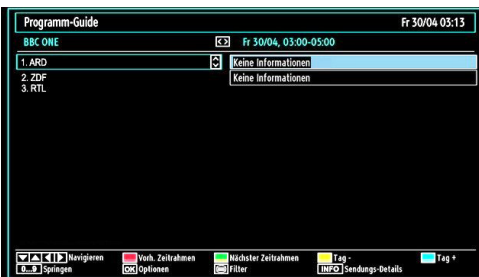 Programm-Guide Fr 30/04 03:13
BBC ONE Fr 30/04, 03:00-05:00
1. ARD Keine Informationen
2. ZDF Keine Informationen
3. RTL
Navigieren Vorh. Zeitrahmen Nächster Zeitrahmen Tag - Tag +
0...9 Springen OK Optionen Filter INFO Sendungs-Details